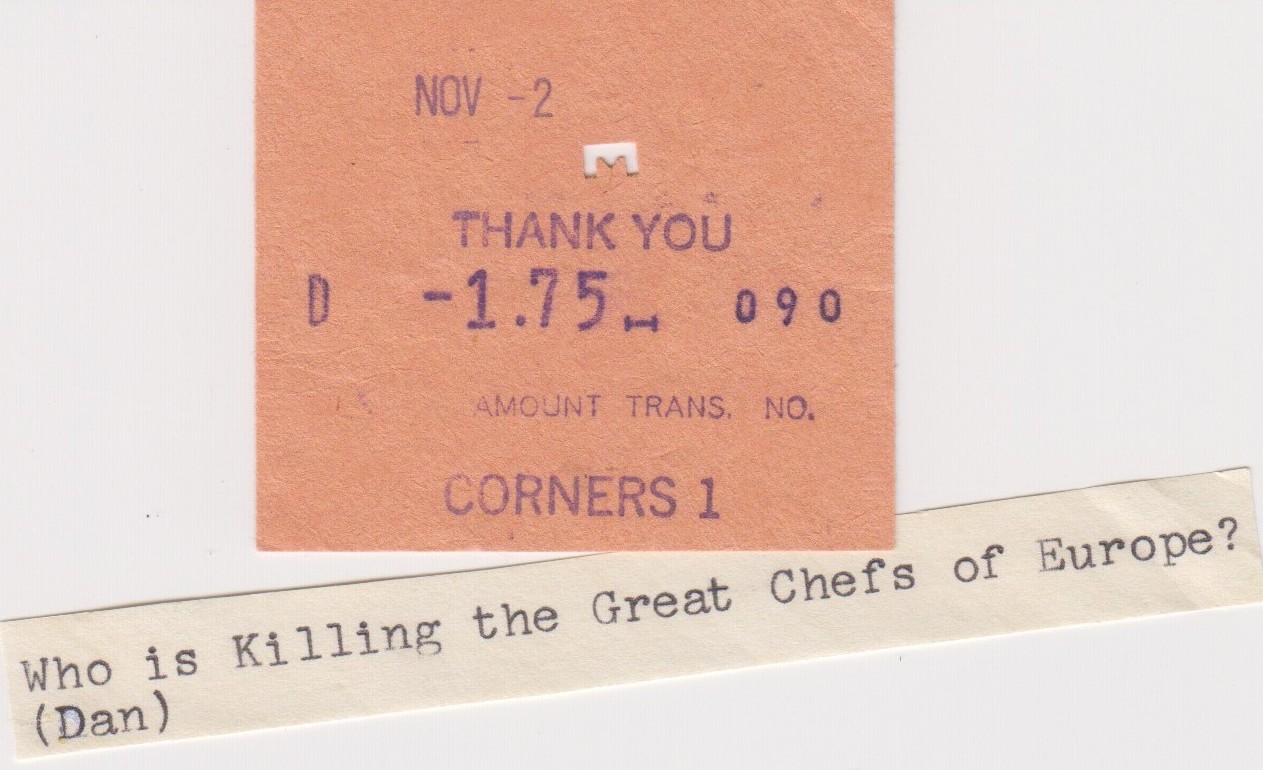 NOV -2
M
THANK YOU
D -1.75 090
AMOUNT TRANS. NO.
CORNERS 1
Who is Killing the Great Chefs of Europe?
(Dan)